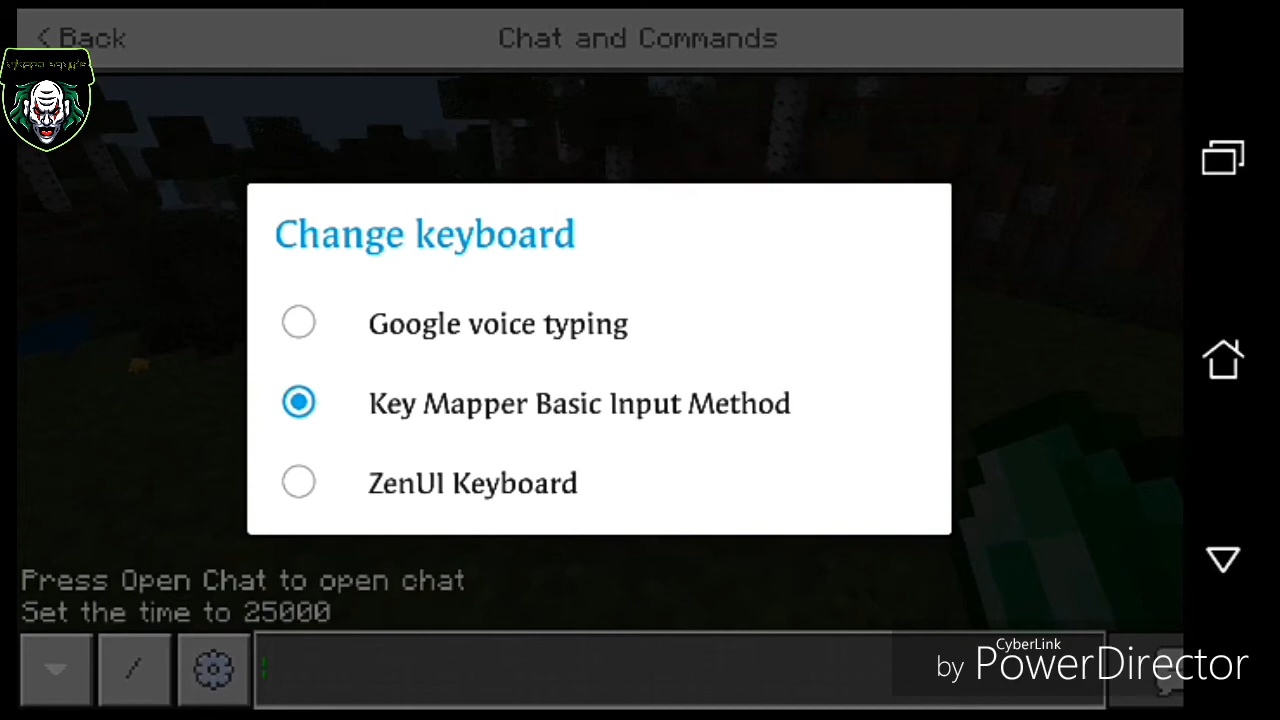 Back
Chat and Commands
Change keyboard
Google voice typing
Key Mapper Basic Input Method
ZenUI Keyboard
Press Open Chat to open chat
Set the time to 25000
/
CyberLink
by PowerDirector